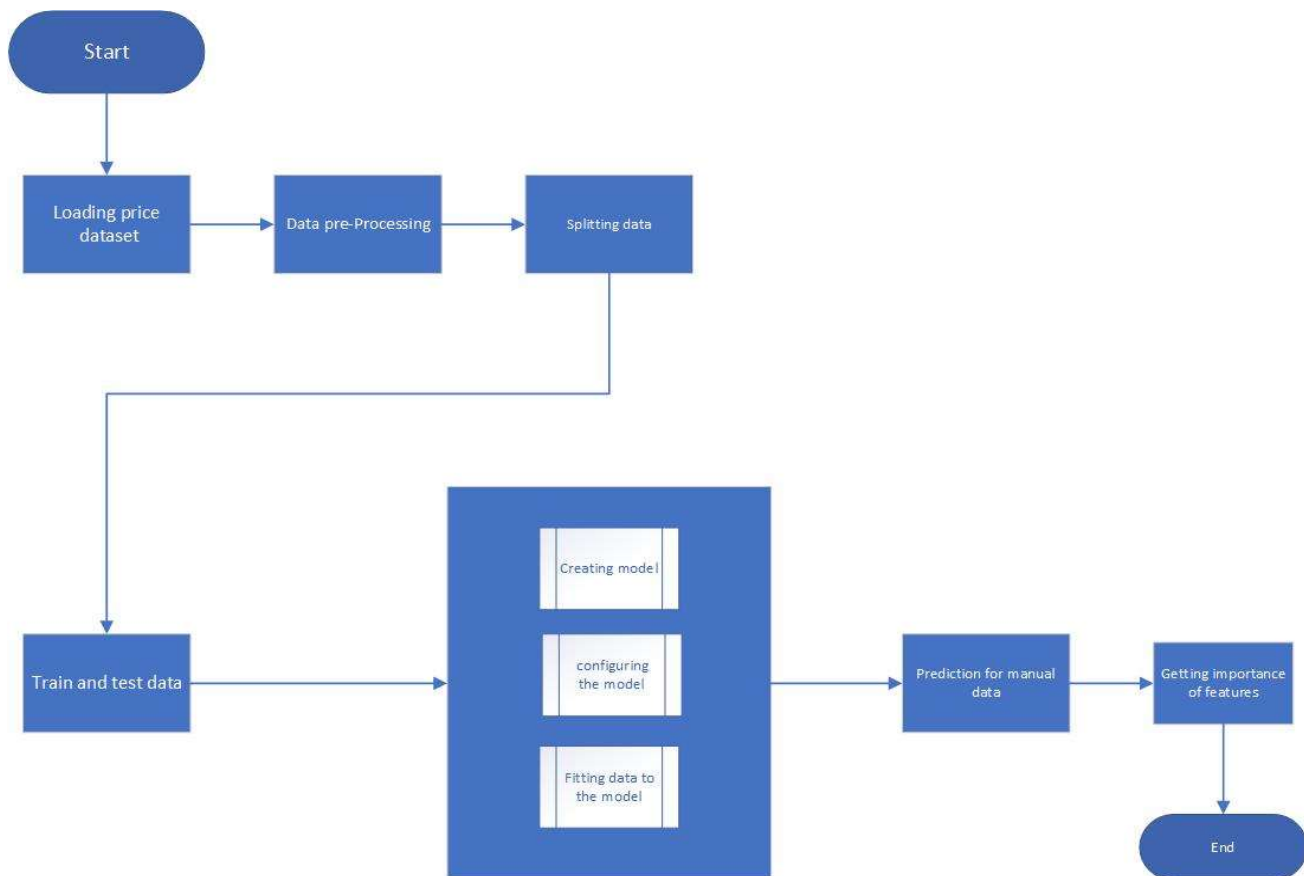 Start
Loading price
dataset
Data pre-Processing
Splitting data
Train and test data
Creating model
configuring
the model
Fitting data to
the model
Prediction for manual
data
Getting importance
of features
End